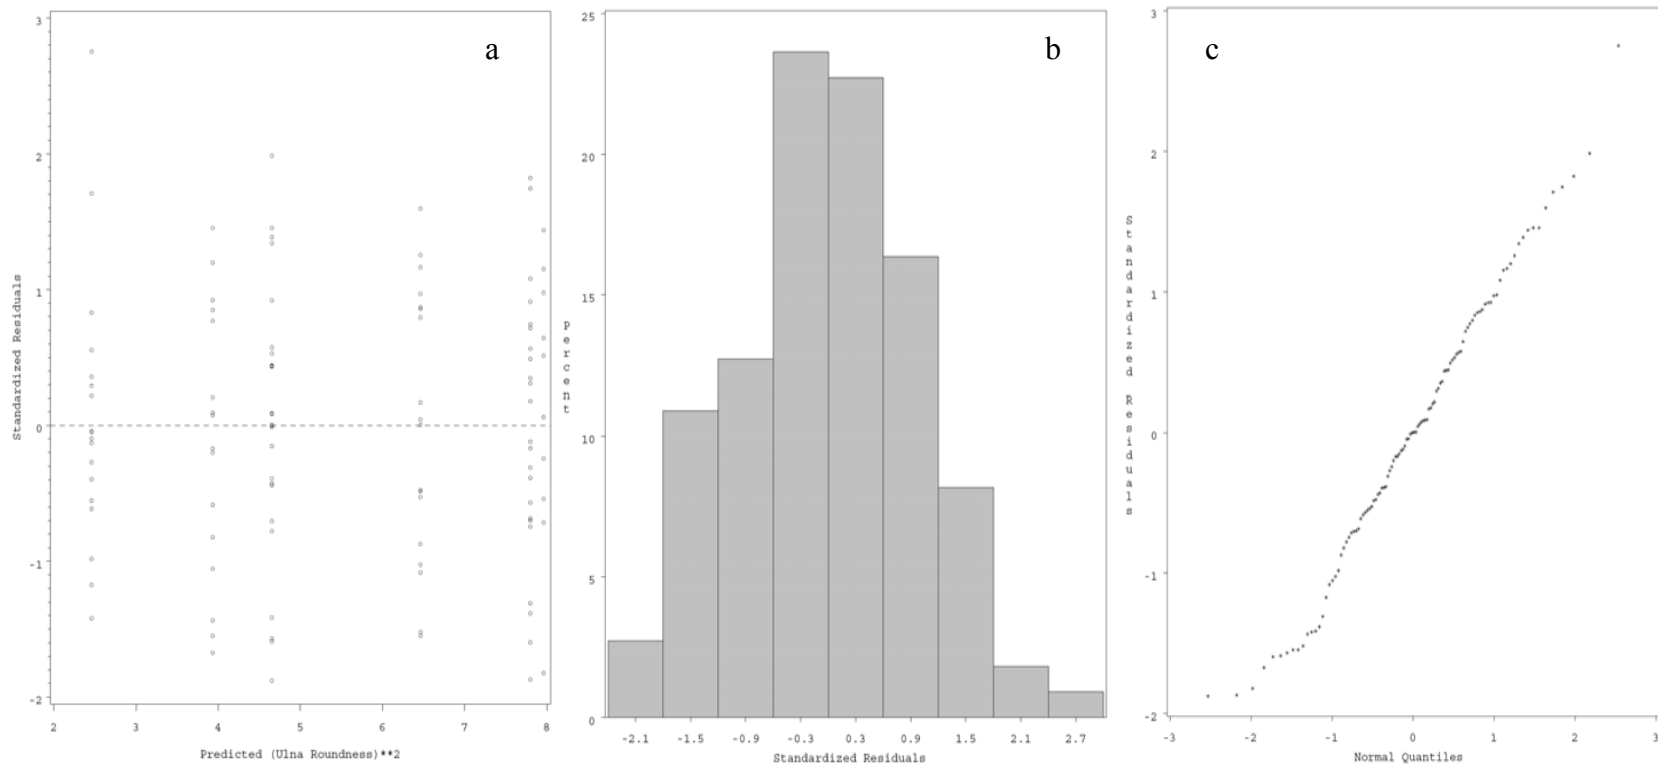 a
3
2
1
0
-1
-2
Standardized Residuals
2 3 4 5 6 7 8
Predicted (Ulna Roundness)**2
b
25
20
15
10
5
0
Percent
-2.1 -1.5 -0.9 -0.3 0.3 0.9 1.5 2.1 2.7
Standardized Residuals
c
3
2
1
0
-1
-2
Standardized Residuals
-3 -2 -1 0 1 2 3
Normal Quantiles